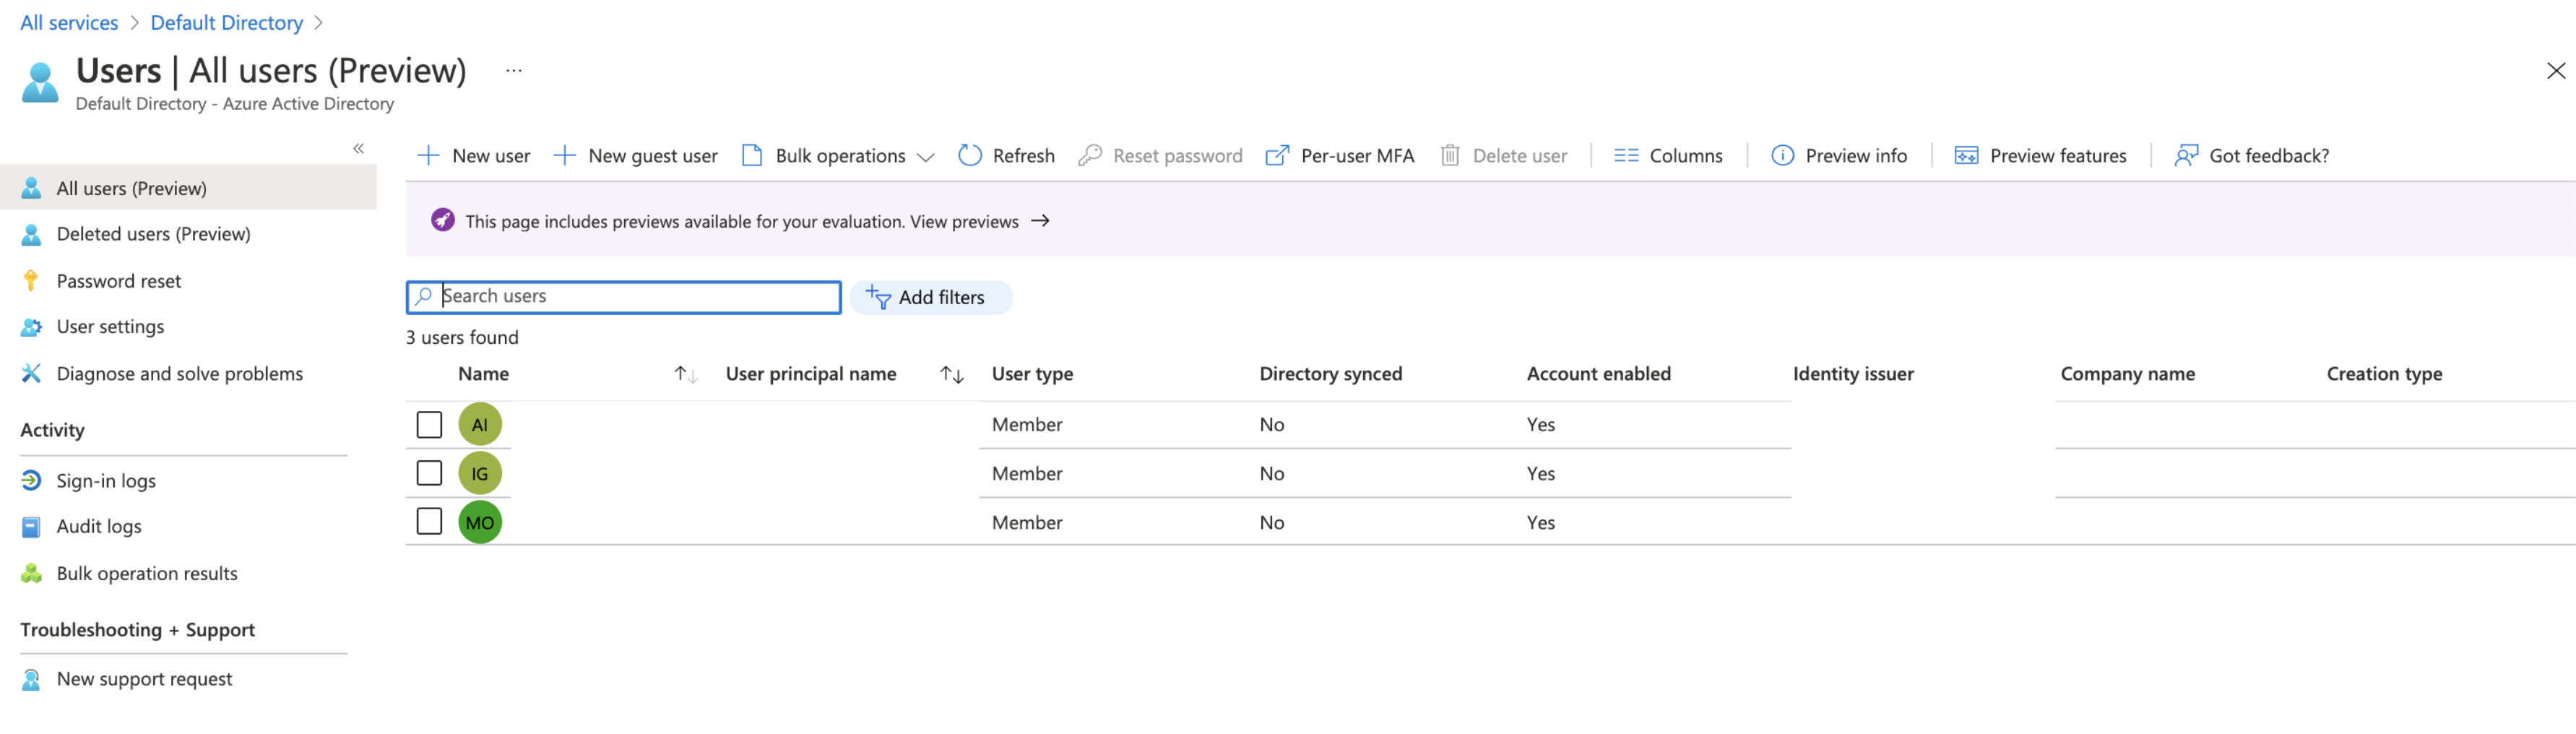 All services > Default Directory >
Users | All users (Preview) ...
Default Directory - Azure Active Directory
«
All users (Preview)
Deleted users (Preview)
Password reset
User settings
Diagnose and solve problems
Activity
Sign-in logs
Audit logs
Bulk operation results
Troubleshooting + Support
New support request
New user New guest user Bulk operations Refresh Reset password Per-user MFA Delete user Columns Preview info Preview features Got feedback?
This page includes previews available for your evaluation. View previews →
Search users Add filters
3 users found
Name ↑↓ User principal name ↑↓ User type Directory synced Account enabled Identity issuer Company name Creation type
AI Member No Yes
IG Member No Yes
MO Member No Yes